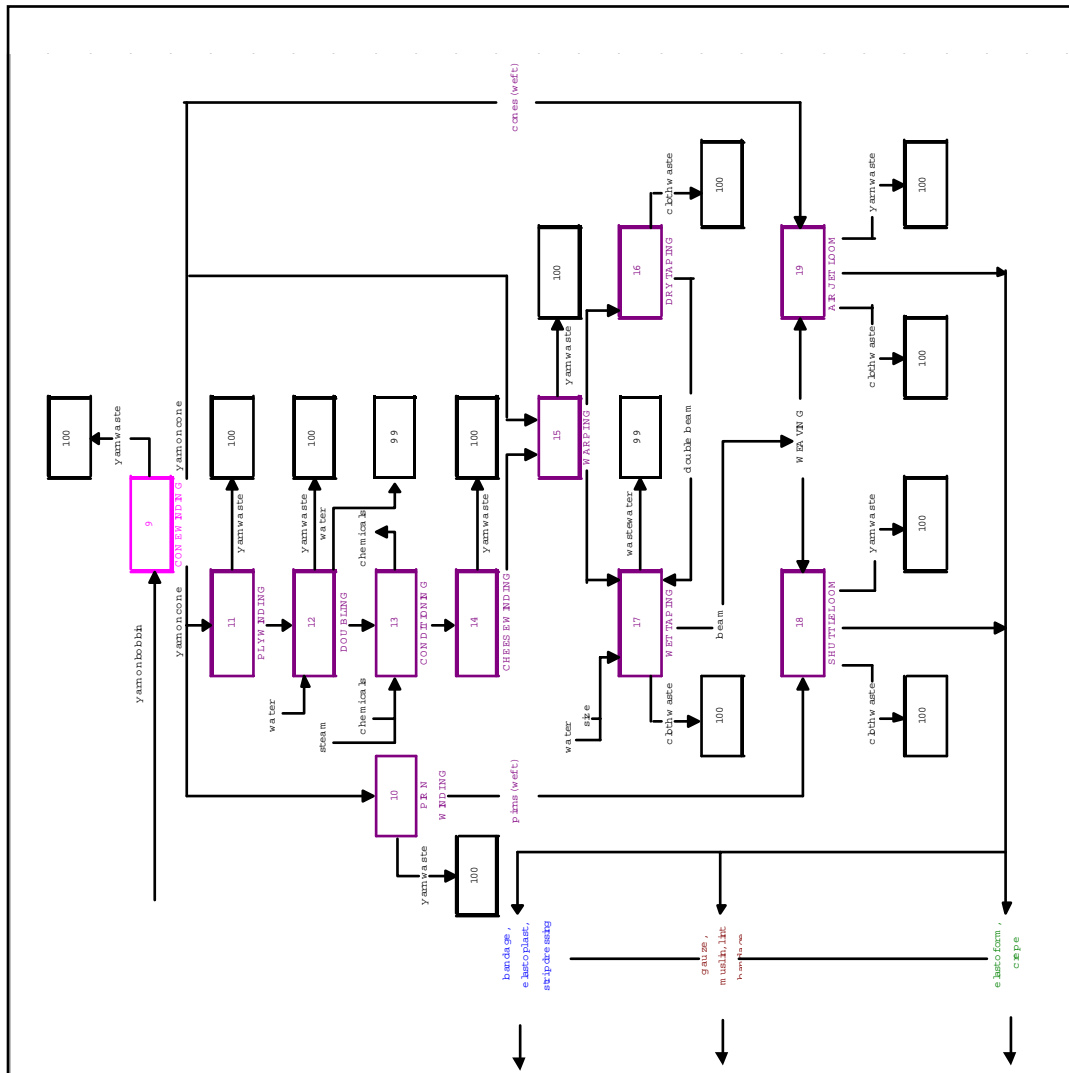 cones (weft)
100
yarn waste
9
CONE WINDING
yarn on cone
yarn on cone
yarn on bobbin
100
yarn waste
11
PLY WINDING
100
yarn waste
water
12
DOUBLING
water
99
chemicals
13
CONDITIONING
chemicals
steam
100
yarn waste
14
CHEESE WINDING
10
PIRN
WINDING
pirns (weft)
100
yarn waste
100
yarn waste
15
WARPING
16
DRY TAPING
cloth waste
100
double beam
99
waste water
17
WET TAPING
water
size
cloth waste
100
beam
WEAVING
19
AIR JET LOOM
yarn waste
100
cloth waste
100
18
SHUTTLE LOOM
yarn waste
100
cloth waste
100
bandage,
elastoplast,
strip dressing
gauze,
muslin, lint
bandage
elastoform,
crepe